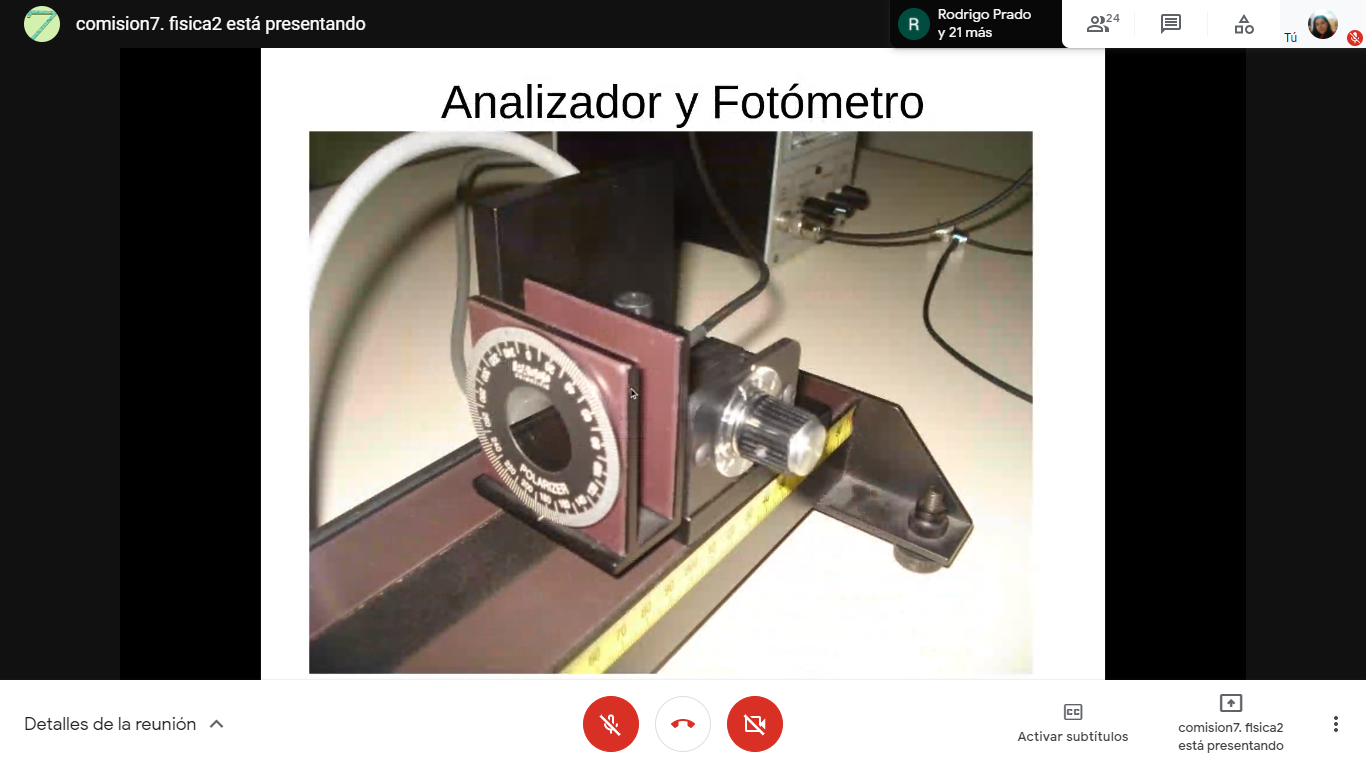 comision7. fisica2 está presentando
R
Rodrigo Prado
y 21 más
24
Tú
Analizador y Fotómetro
POLARIZER
Detalles de la reunión
CC
Activar subtítulos
comision7. fisica2
está presentando